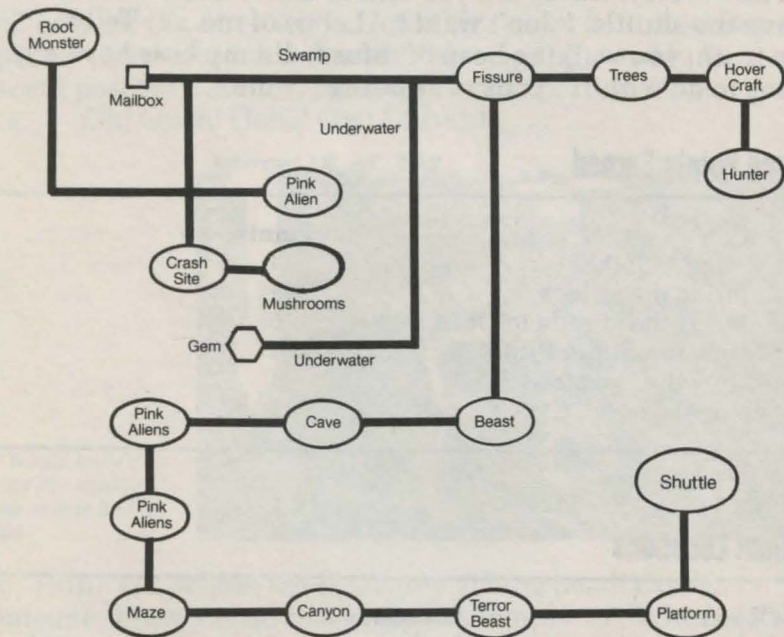 Root
Monster
Swamp
Mailbox
Fissure
Trees
Hover
Craft
Underwater
Pink
Alien
Hunter
Crash
Site
Mushrooms
Gem
Underwater
Pink
Aliens
Cave
Beast
Shuttle
Pink
Aliens
Maze
Canyon
Terror
Beast
Platform